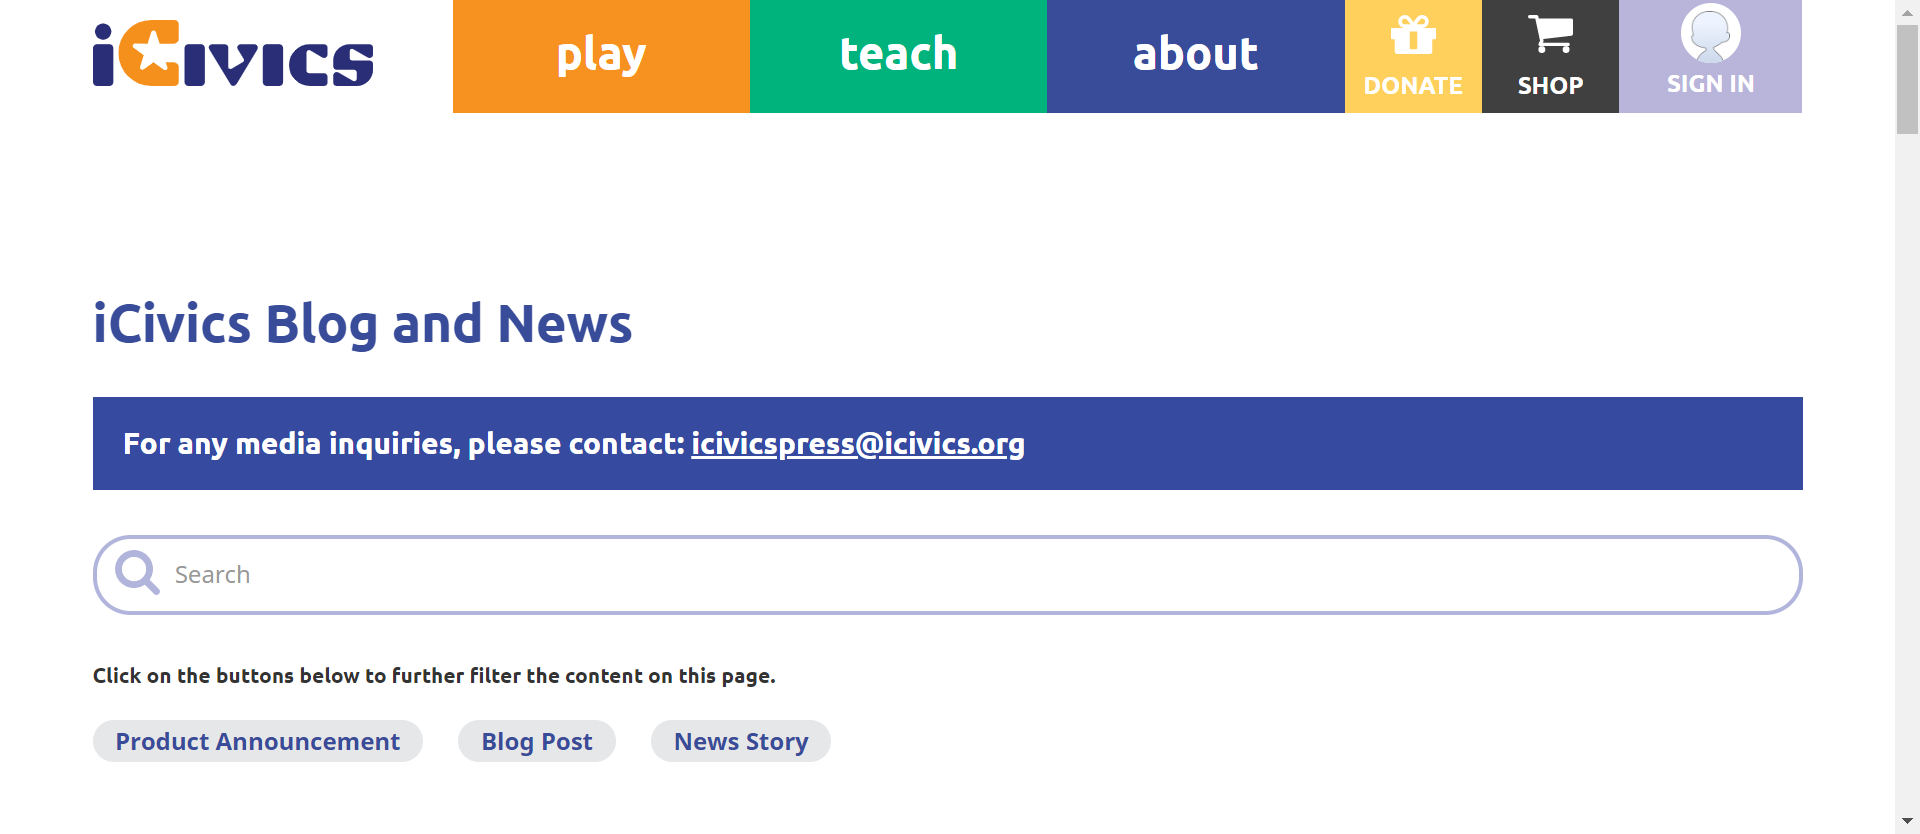 iCivics
play
teach
about
DONATE
SHOP
SIGN IN
iCivics Blog and News
For any media inquiries, please contact: icivicspress@icivics.org
Search
Click on the buttons below to further filter the content on this page.
Product Announcement
Blog Post
News Story